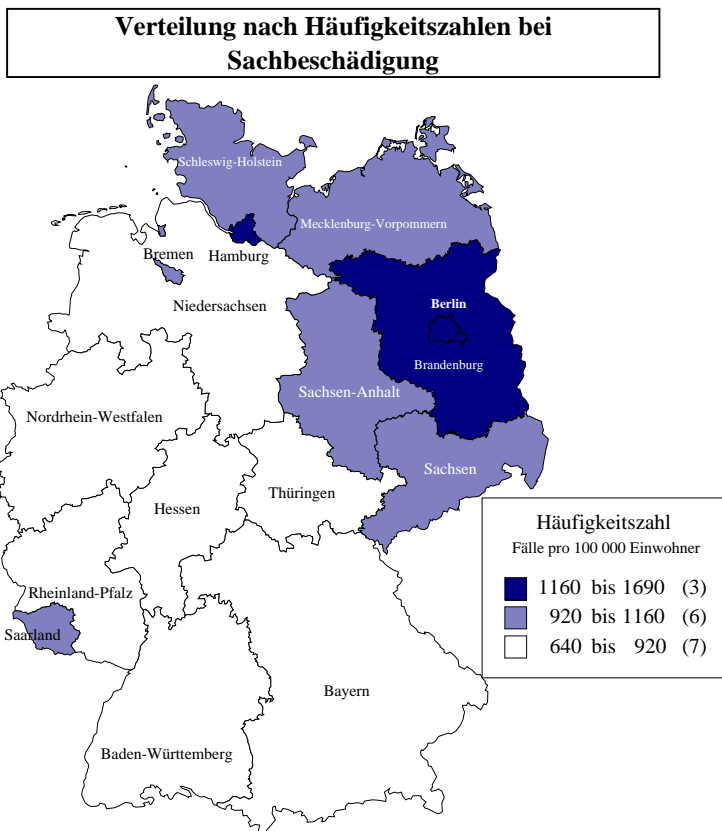 Verteilung nach Häufigkeitszahlen bei
Sachbeschädigung
Schleswig-Holstein
Mecklenburg-Vorpommern
Bremen
Hamburg
Niedersachsen
Berlin
Brandenburg
Sachsen-Anhalt
Nordrhein-Westfalen
Sachsen
Thüringen
Hessen
Häufigkeitszahl
Fälle pro 100 000 Einwohner
1160 bis 1690 (3)
920 bis 1160 (6)
640 bis 920 (7)
Rheinland-Pfalz
Saarland
Bayern
Baden-Württemberg